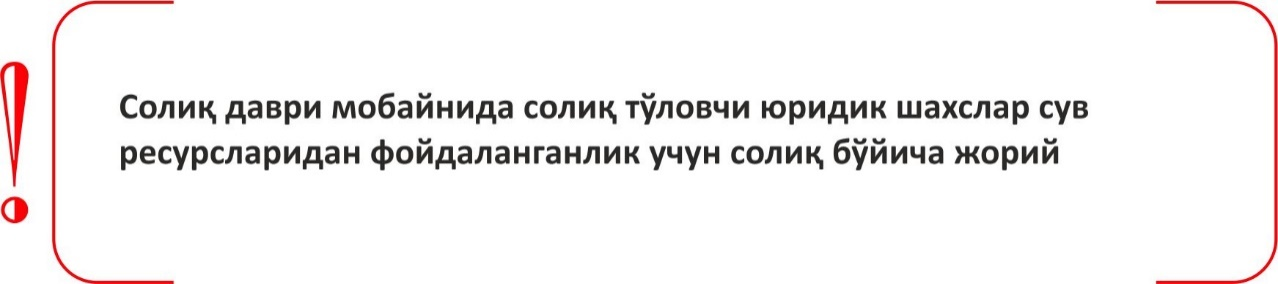 Солиқ даври мобайнида солиқ тўловчи юридик шахслар сув
ресурсларидан фойдаланганлик учун солиқ бўйича жорий